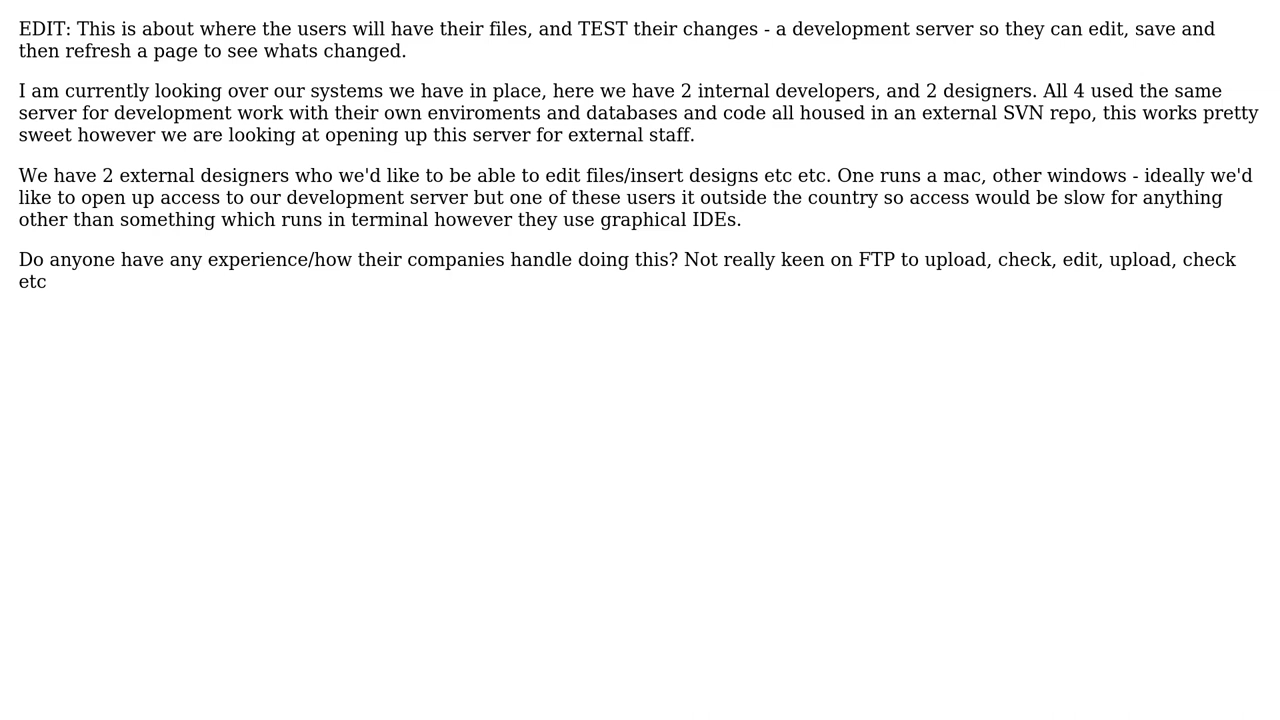 EDIT: This is about where the users will have their files, and TEST their changes - a development server so they can edit, save and
then refresh a page to see whats changed.
I am currently looking over our systems we have in place, here we have 2 internal developers, and 2 designers. All 4 used the same
server for development work with their own enviroments and databases and code all housed in an external SVN repo, this works pretty
sweet however we are looking at opening up this server for external staff.
We have 2 external designers who we'd like to be able to edit files/insert designs etc etc. One runs a mac, other windows - ideally we'd
like to open up access to our development server but one of these users it outside the country so access would be slow for anything
other than something which runs in terminal however they use graphical IDEs.
Do anyone have any experience/how their companies handle doing this? Not really keen on FTP to upload, check, edit, upload, check
etc